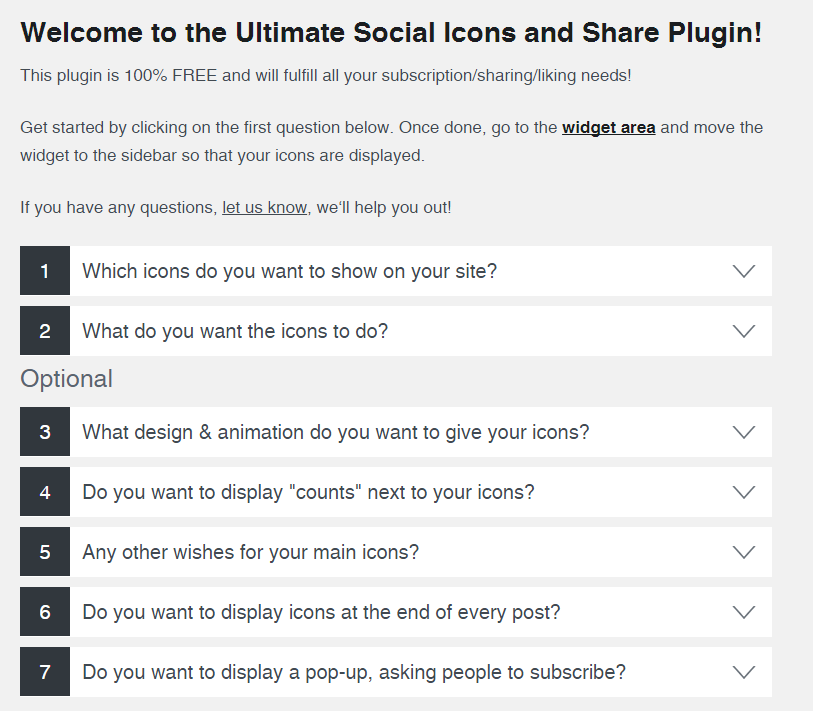 Welcome to the Ultimate Social Icons and Share Plugin!
This plugin is 100% FREE and will fulfill all your subscription/sharing/liking needs!
Get started by clicking on the first question below. Once done, go to the widget area and move the
widget to the sidebar so that your icons are displayed.
If you have any questions, let us know, we'll help you out!
1 Which icons do you want to show on your site?
2 What do you want the icons to do?
Optional
3 What design & animation do you want to give your icons?
4 Do you want to display "counts" next to your icons?
5 Any other wishes for your main icons?
6 Do you want to display icons at the end of every post?
7 Do you want to display a pop-up, asking people to subscribe?